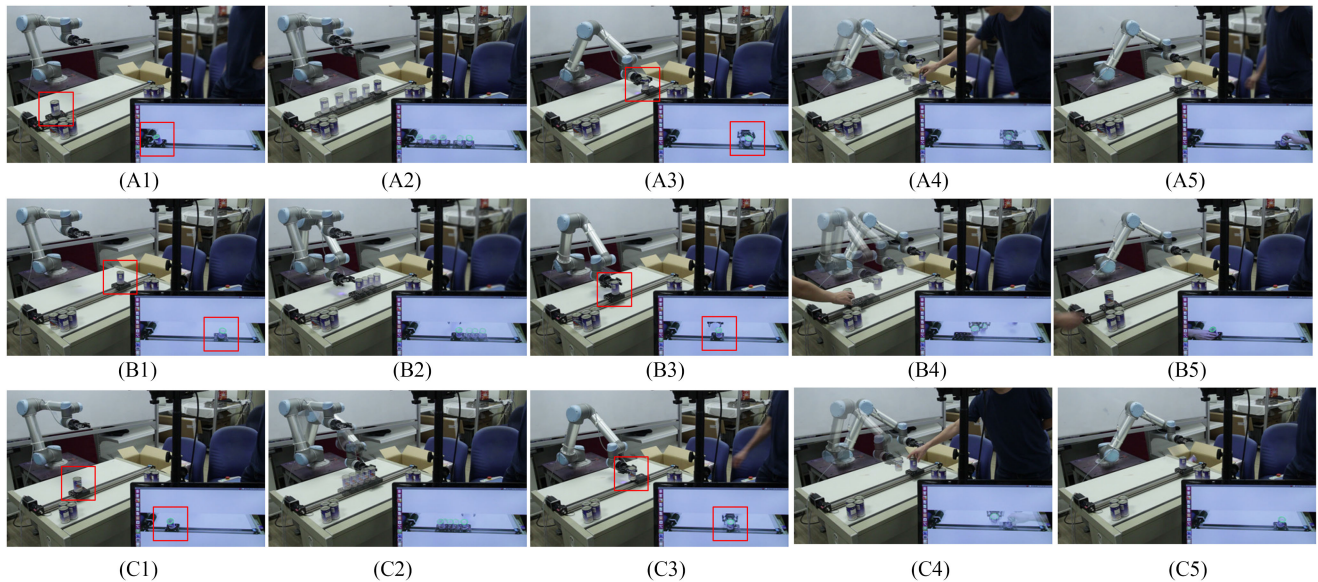 (A1) (A2) (A3) (A4) (A5)
(B1) (B2) (B3) (B4) (B5)
(C1) (C2) (C3) (C4) (C5)